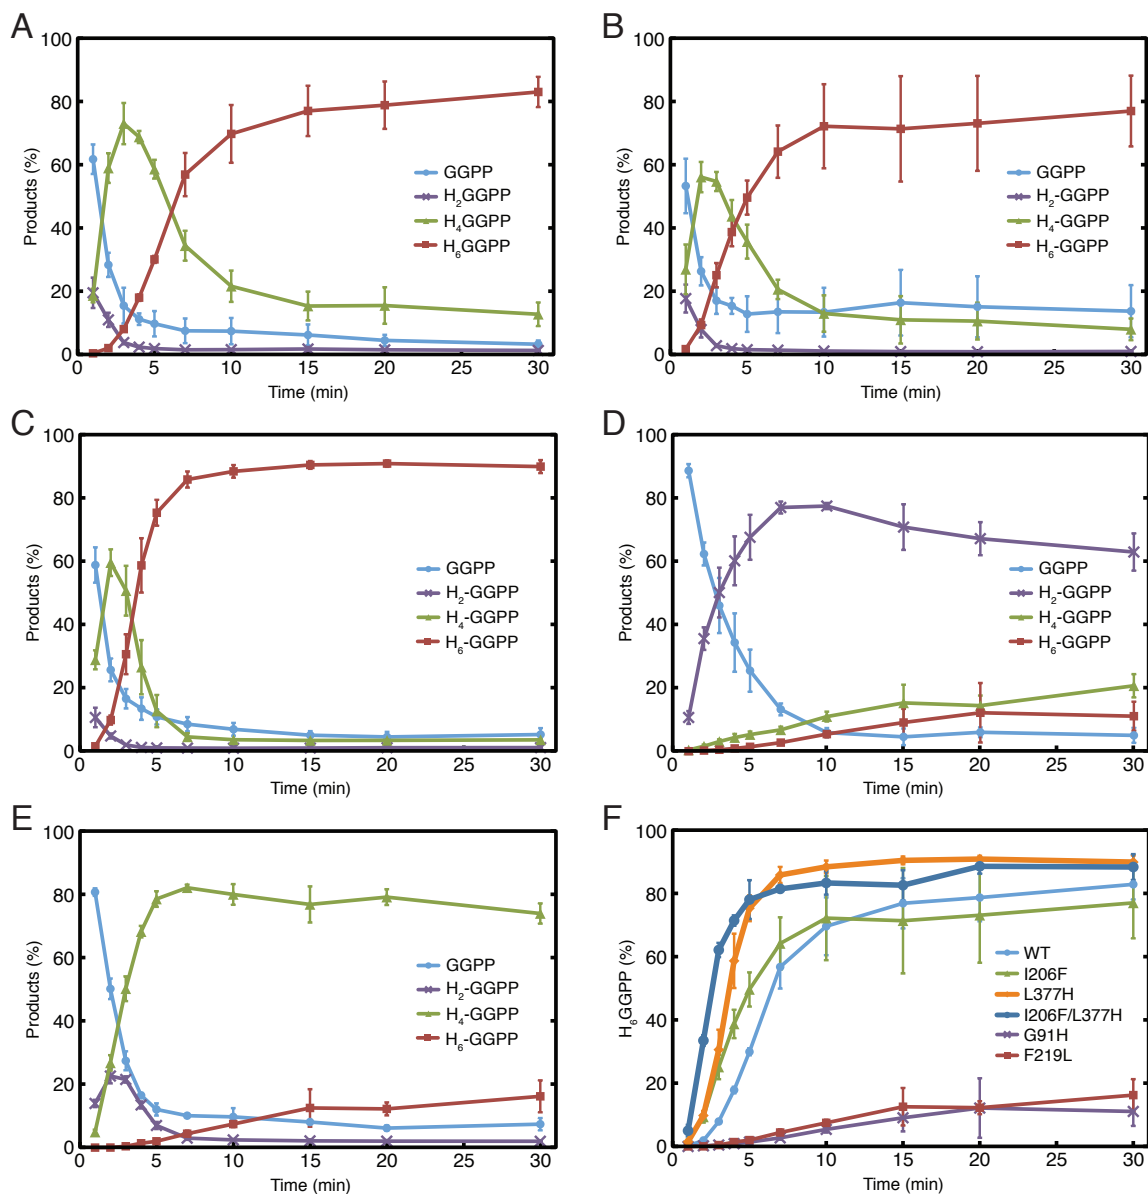 A
100
80
60
40
20
0
Products (%)
0 5 10 15 20 25 30
Time (min)
GGPP
H2GGPP
H4GGPP
H6GGPP
B
100
80
60
40
20
0
Products (%)
0 5 10 15 20 25 30
Time (min)
GGPP
H2-GGPP
H4-GGPP
H6-GGPP
C
100
80
60
40
20
0
Products (%)
0 5 10 15 20 25 30
Time (min)
GGPP
H2-GGPP
H4-GGPP
H6-GGPP
D
100
80
60
40
20
0
Products (%)
0 5 10 15 20 25 30
Time (min)
GGPP
H2-GGPP
H4-GGPP
H6-GGPP
E
100
80
60
40
20
0
Products (%)
0 5 10 15 20 25 30
Time (min)
GGPP
H2-GGPP
H4-GGPP
H6-GGPP
F
100
80
60
40
20
0
H6GGPP (%)
0 5 10 15 20 25 30
Time (min)
WT
I206F
L377H
I206F/L377H
G91H
F219L